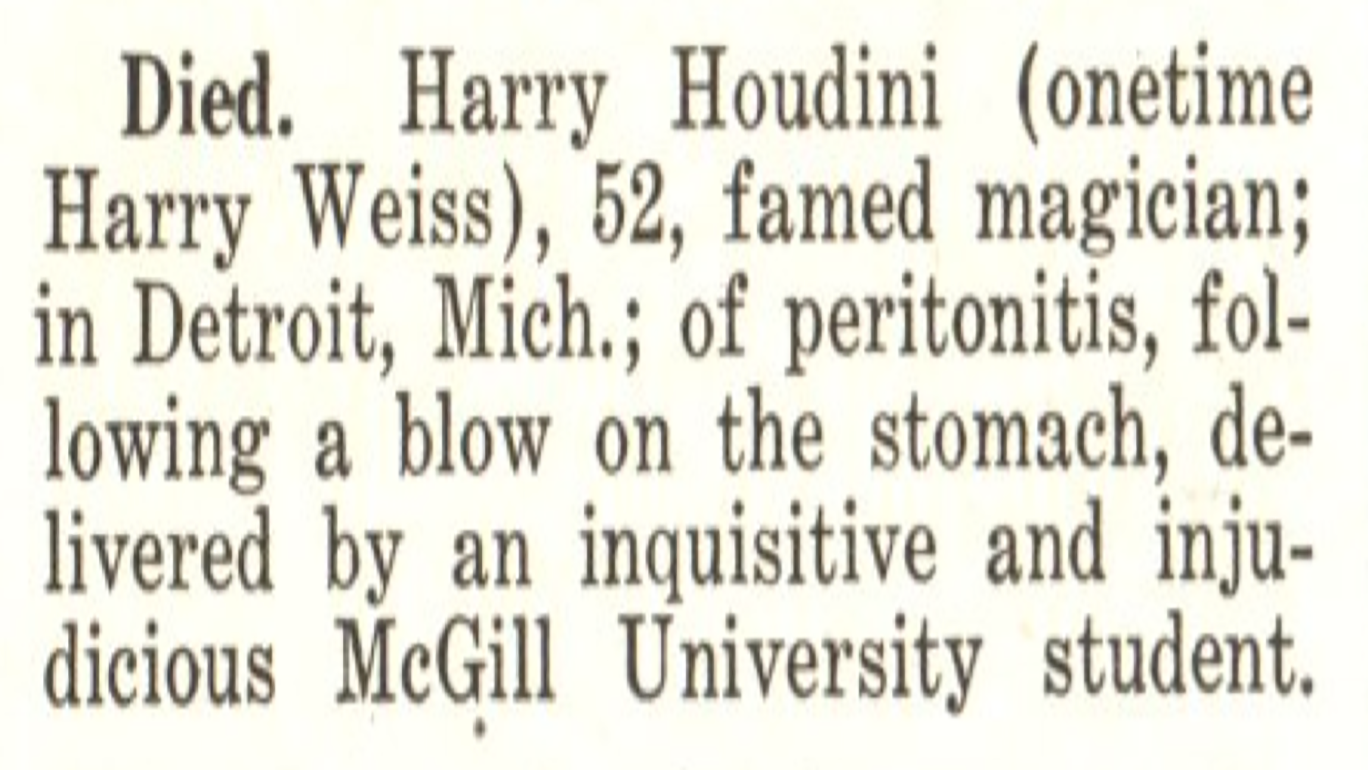 Died. Harry Houdini (onetime
Harry Weiss), 52, famed magician;
in Detroit, Mich.; of peritonitis, fol-
lowing a blow on the stomach, de-
livered by an inquisitive and inju-
dicious McGill University student.